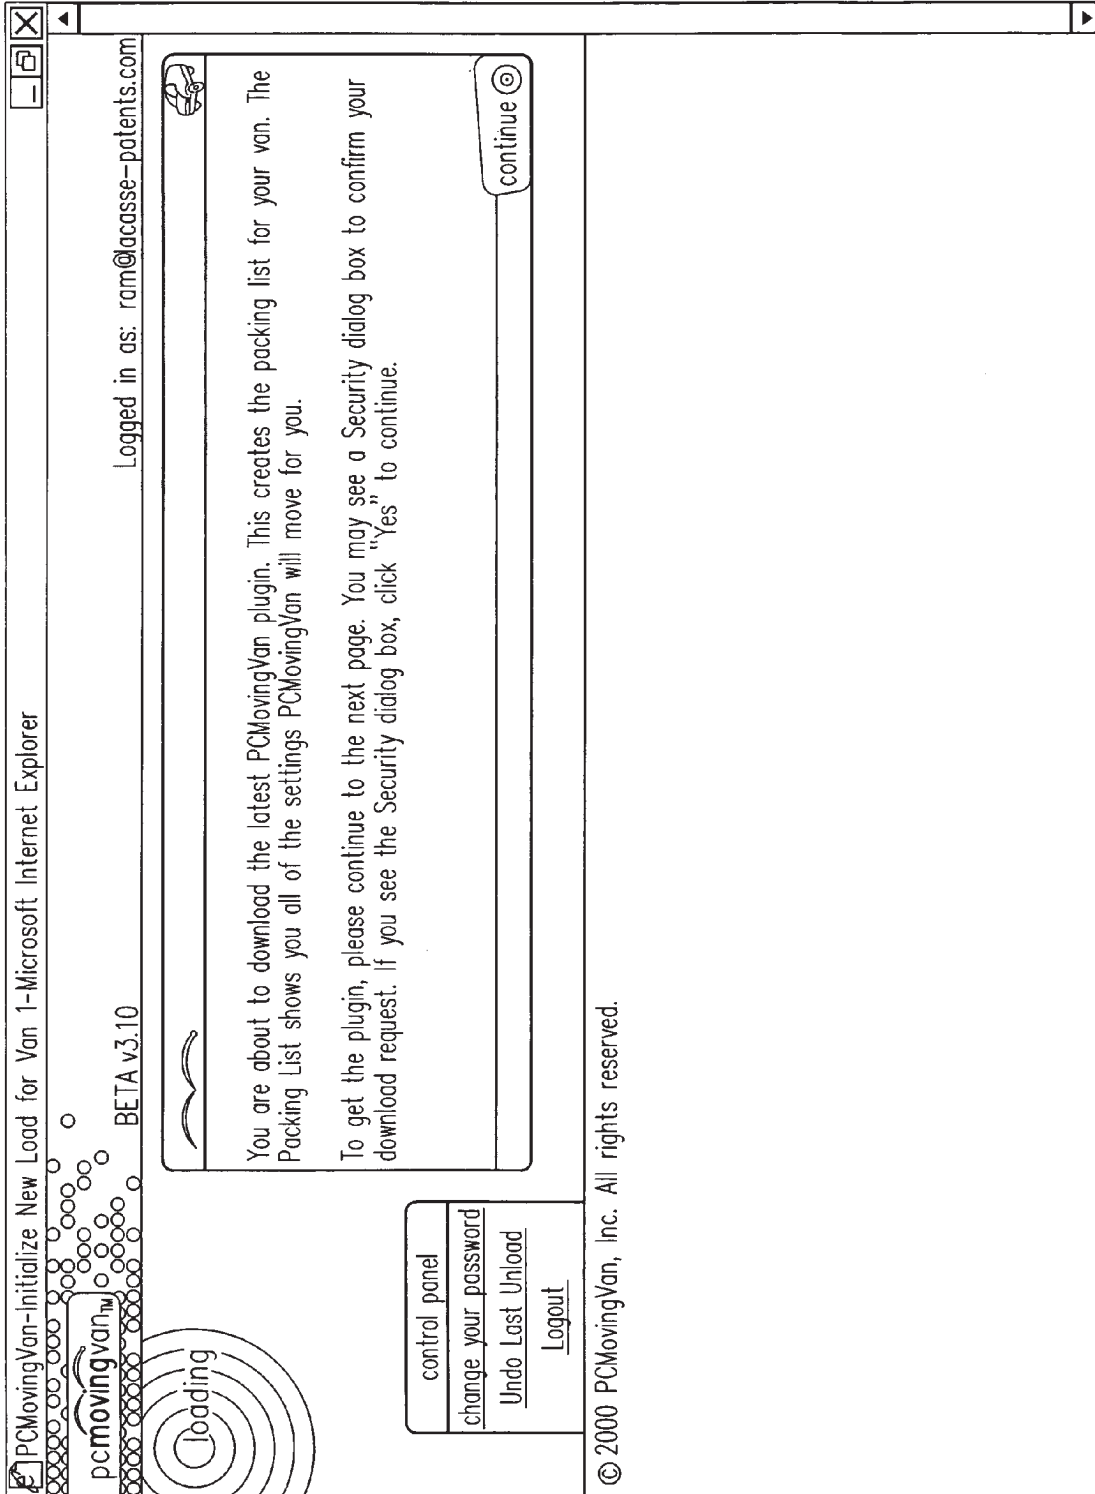 PCMovingVan-Initialize New Load for Van 1-Microsoft Internet Explorer
pcmovingvan™
BETA v3.10
Logged in as: ram@lacasse-patents.com
loading
You are about to download the latest PCMovingVan plugin. This creates the packing list for your van. The
Packing List shows you all of the settings PCMovingVan will move for you.
To get the plugin, please continue to the next page. You may see a Security dialog box to confirm your
download request. If you see the Security dialog box, click "Yes" to continue.
continue
control panel
change your password
Undo Last Unload
Logout
© 2000 PCMovingVan, Inc. All rights reserved.